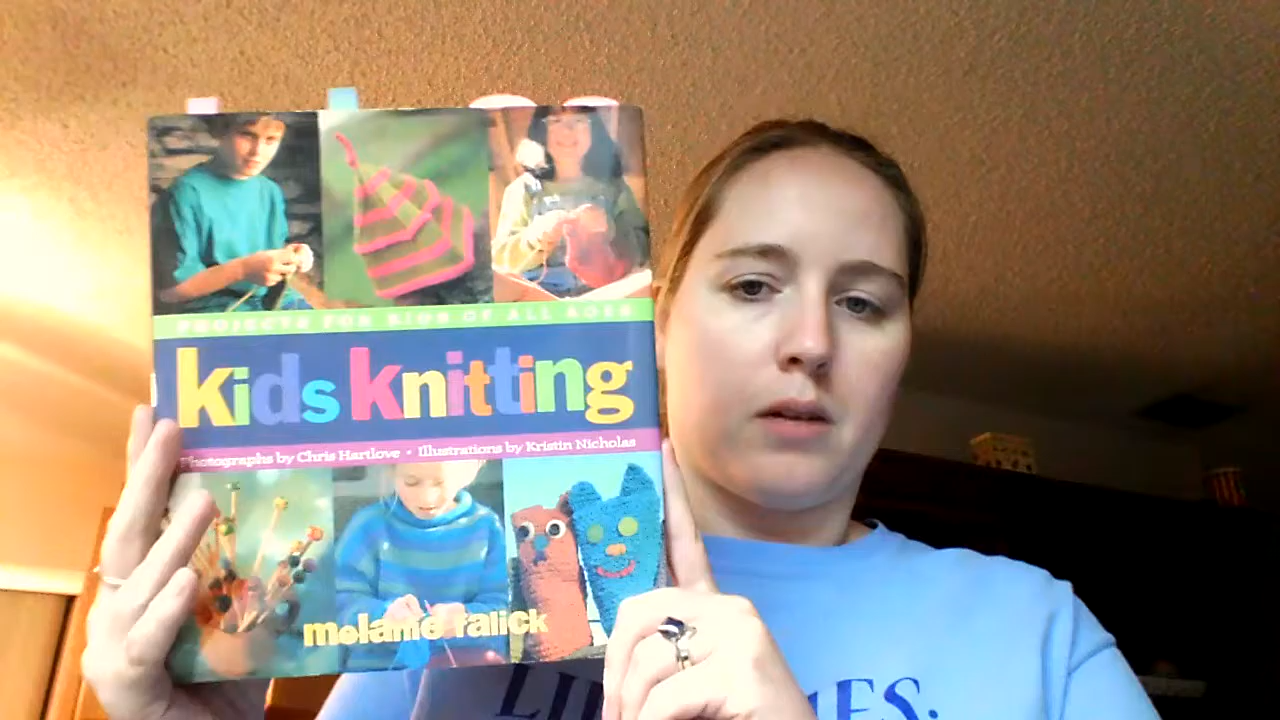 PROJECTS FOR KIDS OF ALL AGES
kids knitting
Photographs by Chris Hartlove • Illustrations by Kristin Nicholas
melanie falick